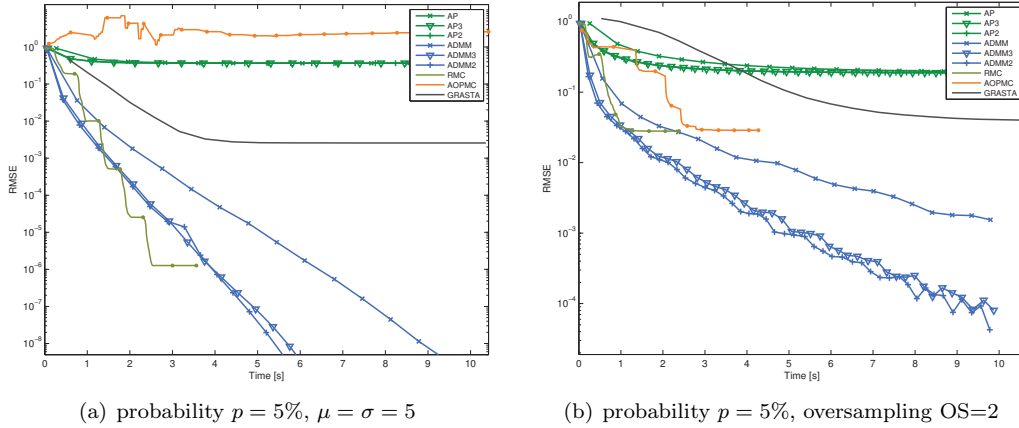 10^1
10^0
10^-1
10^-2
10^-3
10^-4
10^-5
10^-6
10^-7
10^-8
RMSE
0 1 2 3 4 5 6 7 8 9 10
Time [s]
AP
AP3
AP2
ADMM
ADMM3
ADMM2
RMC
AOPMC
GRASTA
(a) probability p = 5%, μ = σ = 5
10^0
10^-1
10^-2
10^-3
10^-4
RMSE
0 1 2 3 4 5 6 7 8 9 10
Time [s]
AP
AP3
AP2
ADMM
ADMM3
ADMM2
RMC
AOPMC
GRASTA
(b) probability p = 5%, oversampling OS=2